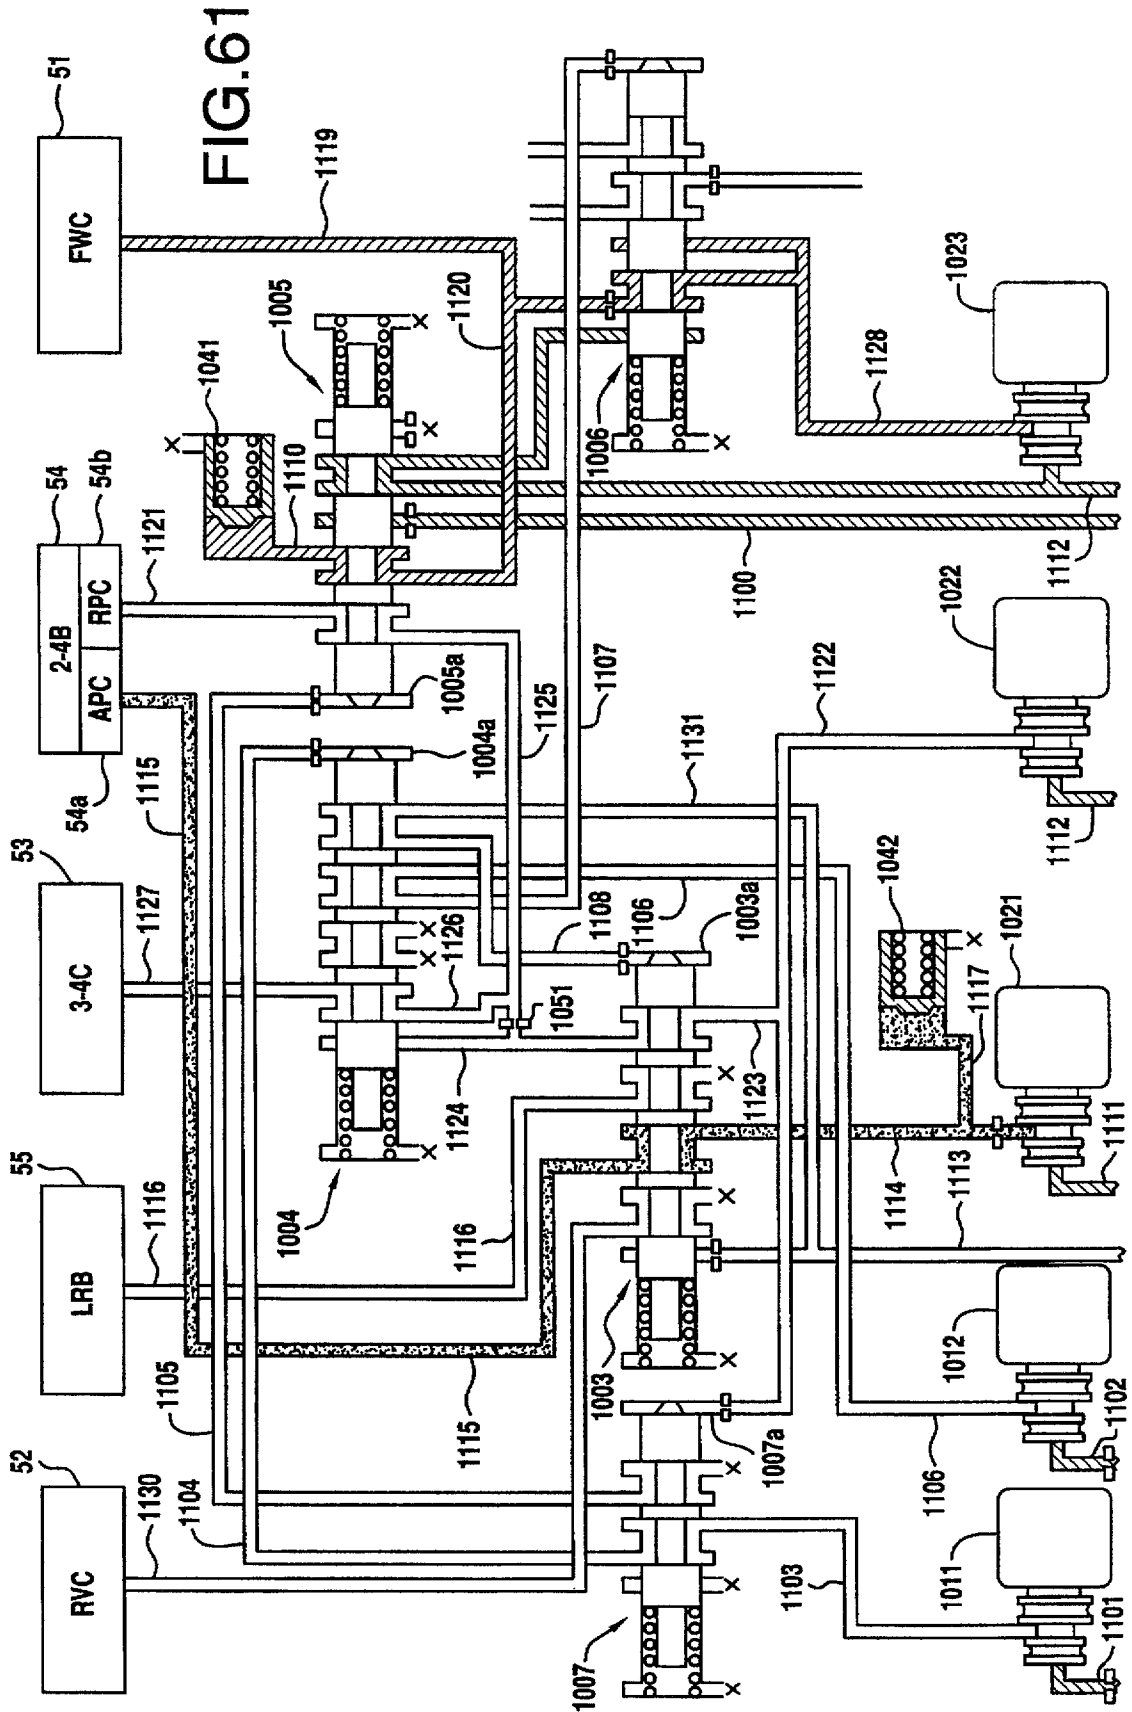 FIG.61
51
FWC
1119
1005
1041
1120
1110
54
54b
2-4B
RPC
APC
1121
54a
1115
1006
1128
1023
1100
1112
1022
1112
1122
1107
1125
1005a
1004a
1131
53
3-4C
1127
1126
1108
1106
1003a
1051
1124
1123
1042
1117
1021
1111
1114
1113
55
LRB
1116
1004
1116
1003
1012
1102
1106
1007a
1105
1115
52
RVC
1130
1104
1103
1011
1101
1007
X
X
X
X
X
X
X
X
X
X
X
X
X
X